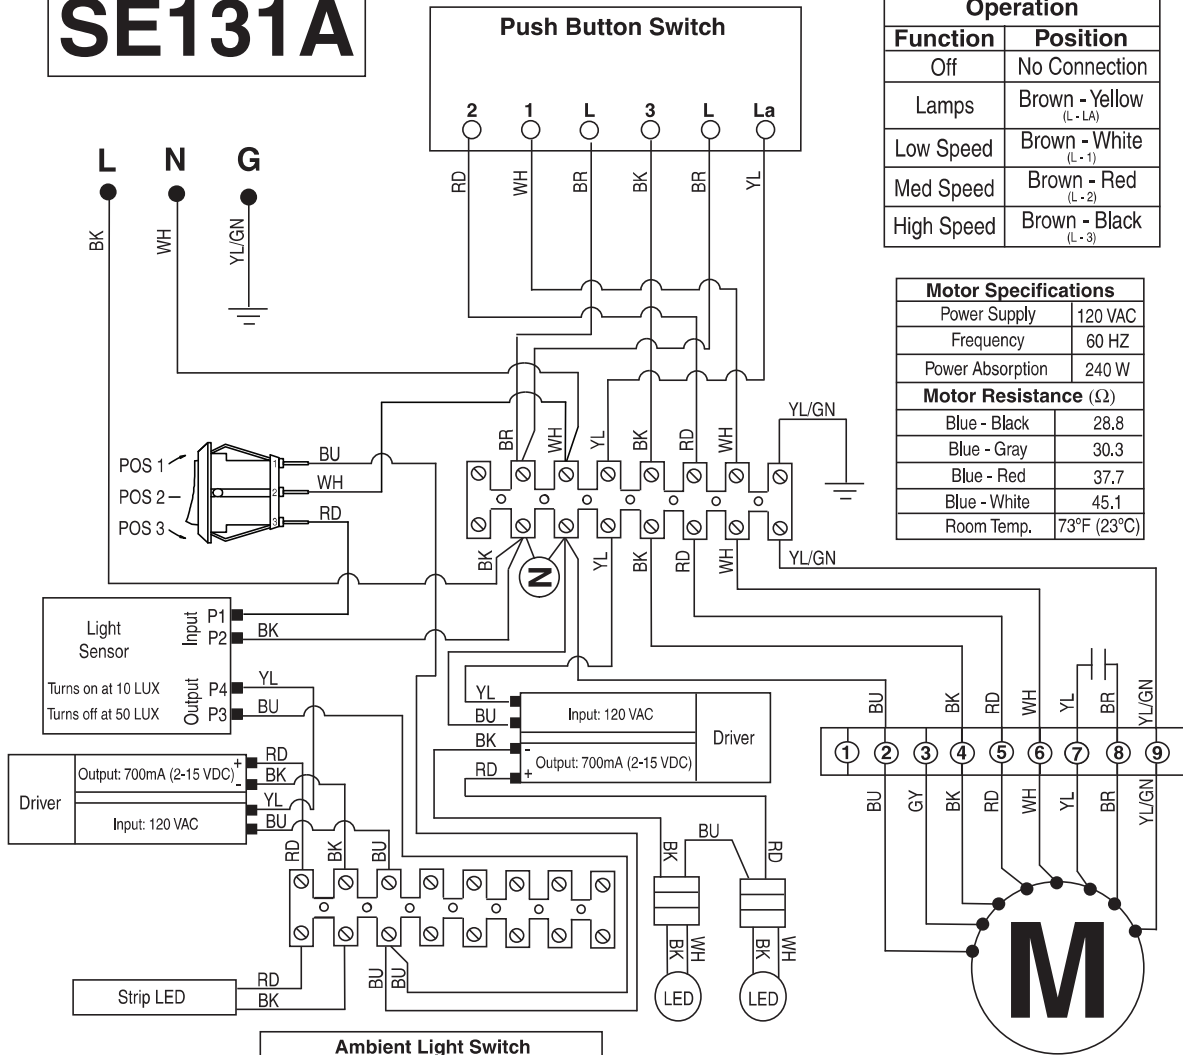 SE131A
Push Button Switch
2 1 L 3 L La
RD WH BR BK BR YL
Operation
Function Position
Off No Connection
Lamps Brown - Yellow
(L - LA)
Low Speed Brown - White
(L - 1)
Med Speed Brown - Red
(L - 2)
High Speed Brown - Black
(L - 3)
L N G
BK WH YL/GN
Motor Specifications
Power Supply 120 VAC
Frequency 60 HZ
Power Absorption 240 W
Motor Resistance (Ω)
Blue - Black 28.8
Blue - Gray 30.3
Blue - Red 37.7
Blue - White 45.1
Room Temp. 73°F (23°C)
POS 1
POS 2
POS 3
1 BU
2 WH
3 RD
BR WH YL BK RD WH YL/GN
BK N YL BK RD WH YL/GN
Light
Sensor
Turns on at 10 LUX
Turns off at 50 LUX
Input
P1
P2 BK
Output
P4 YL
P3 BU
YL
BU
BK -
RD +
Input: 120 VAC
Output: 700mA (2-15 VDC)
Driver
BU BK RD WH YL BR YL/GN
1 2 3 4 5 6 7 8 9
BU GY BK RD WH YL BR YL/GN
Driver
Output: 700mA (2-15 VDC)
+ RD
- BK
Input: 120 VAC
YL
BU
RD BK BU
BK BU RD
BK WH BK WH
LED LED
M
Strip LED
RD
BK
BU BU
Ambient Light Switch